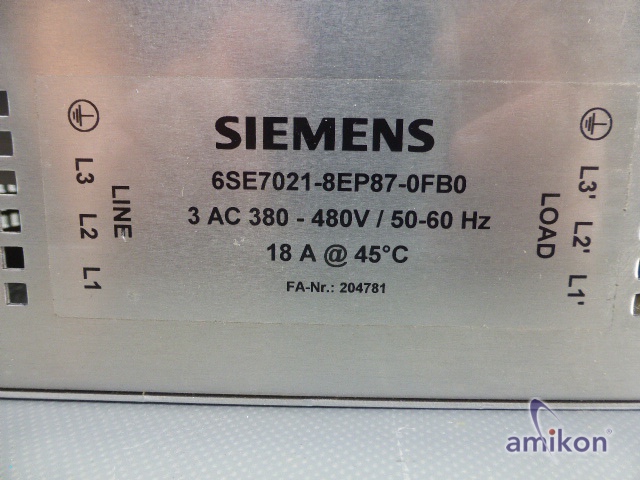 SIEMENS
6SE7021-8EP87-0FB0
3 AC 380 - 480V / 50-60 Hz
18 A @ 45°C
FA-Nr.: 204781
LINE
L3 L2 L1
LOAD
L3' L2' L1'
amikon